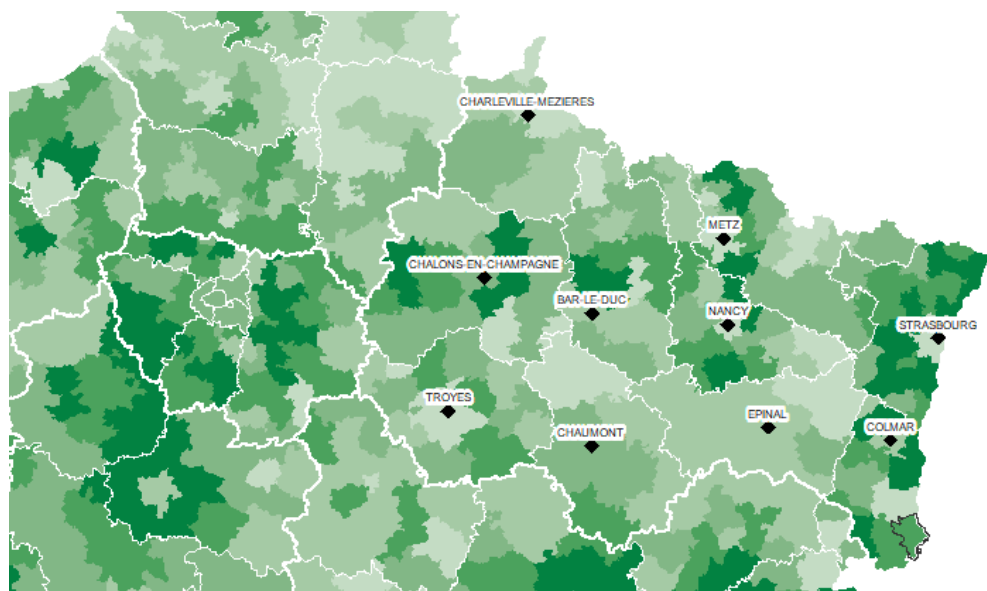 CHARLEVILLE-MEZIERES
METZ
CHALONS-EN-CHAMPAGNE
BAR-LE-DUC
NANCY
STRASBOURG
TROYES
EPINAL
CHAUMONT
COLMAR